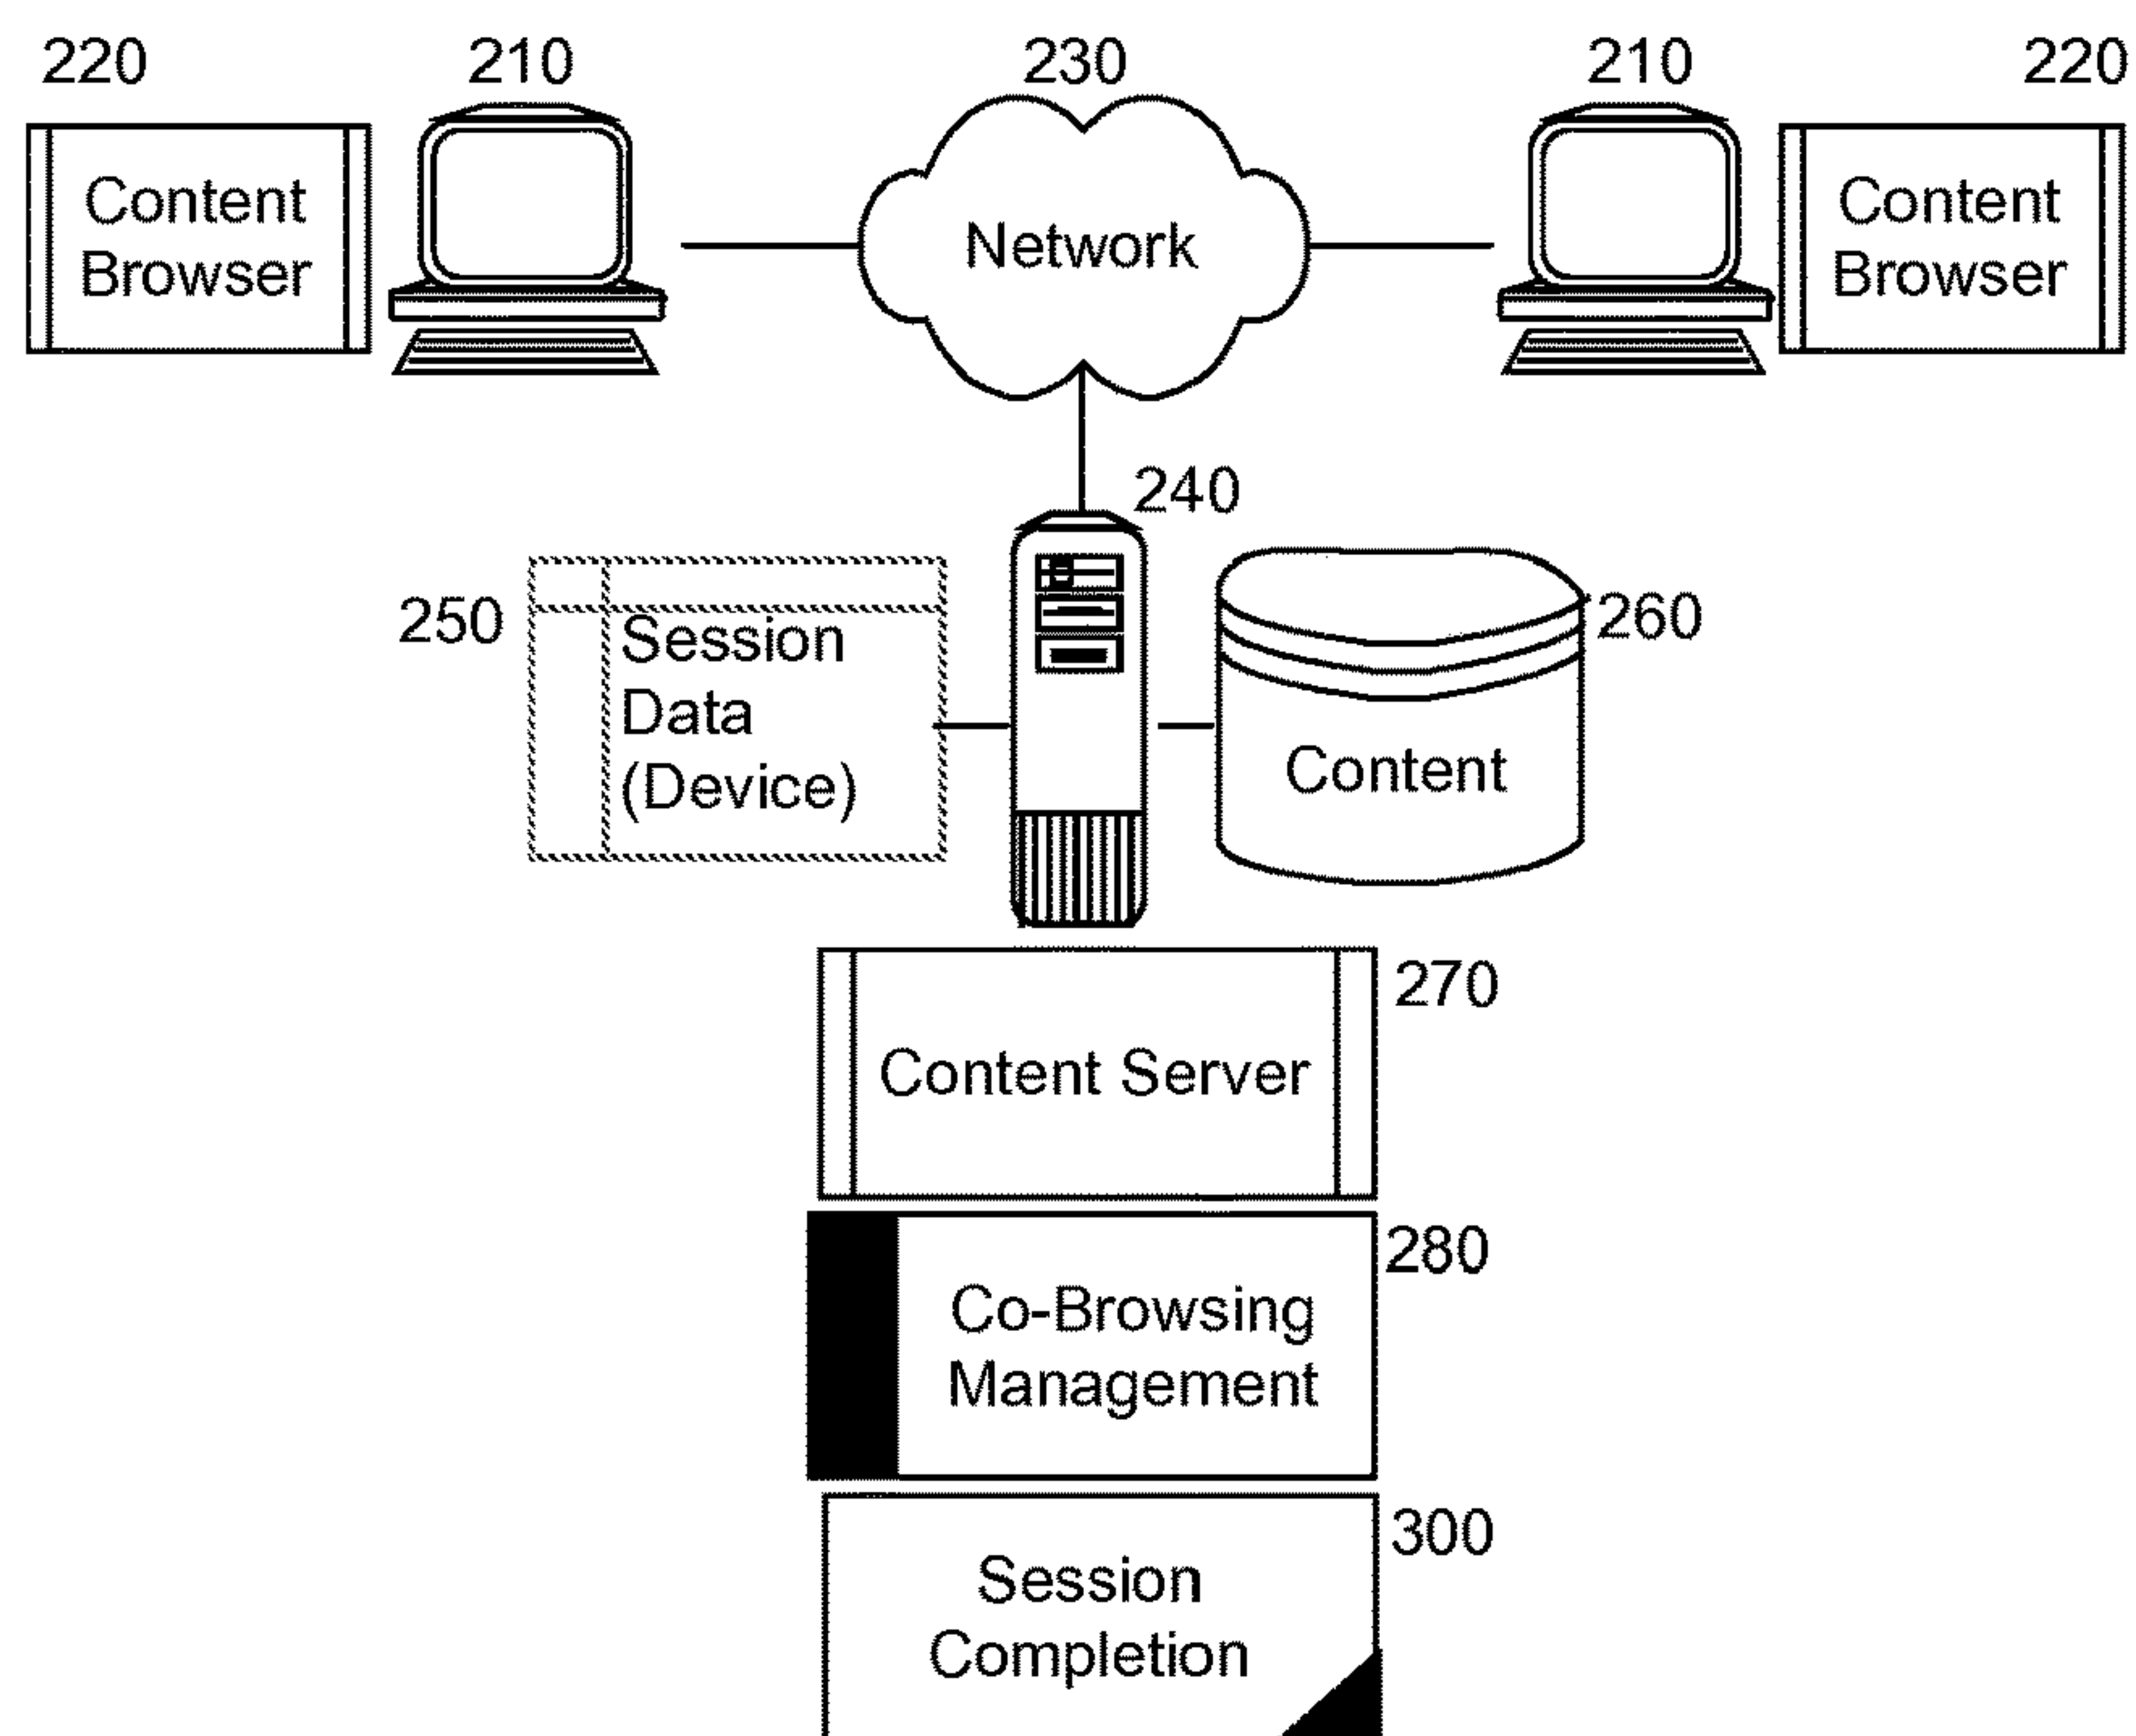 220
210
230
210
220
Content
Browser
Network
Content
Browser
240
250
Session
Data
(Device)
260
Content
270
Content Server
280
Co-Browsing
Management
300
Session
Completion